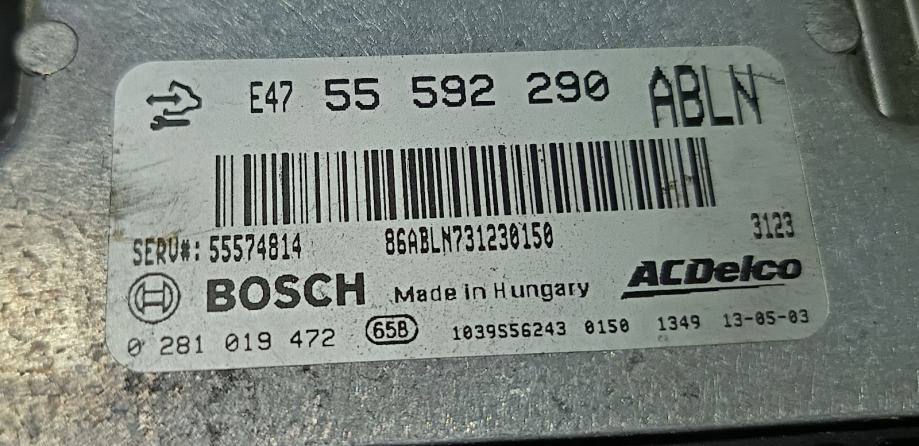 E47 55 592 290 ABLN
SERV#: 55574814 86ABLN731230150 3123
BOSCH Made in Hungary ACDelco
0 281 019 472 65B 1039S56243 0150 1349 13-05-03